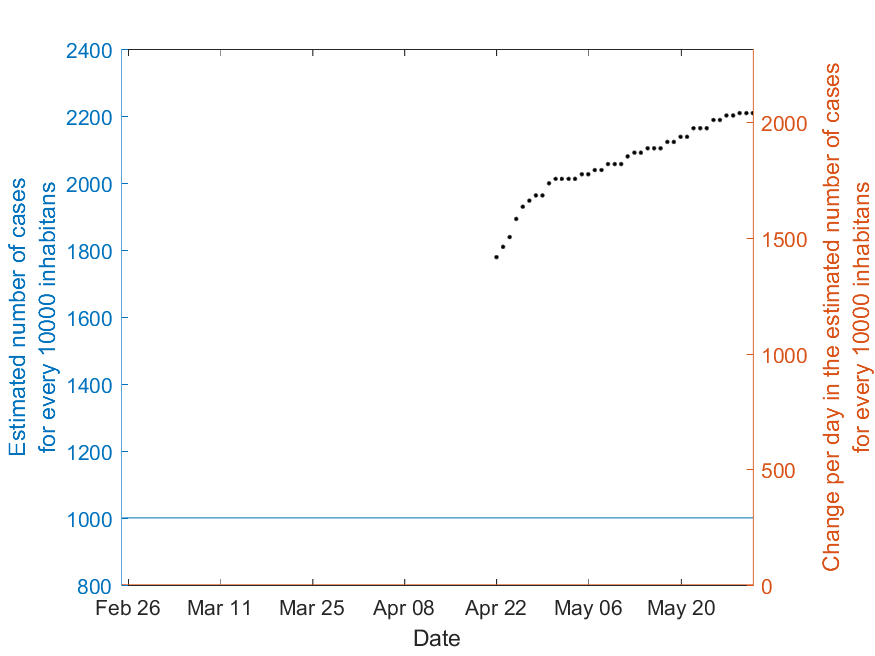 2400
2200
2000
1800
1600
1400
1200
1000
800
Estimated number of cases
for every 10000 inhabitans
2000
1500
1000
500
0
Change per day in the estimated number of cases
for every 10000 inhabitans
Feb 26 Mar 11 Mar 25 Apr 08 Apr 22 May 06 May 20
Date